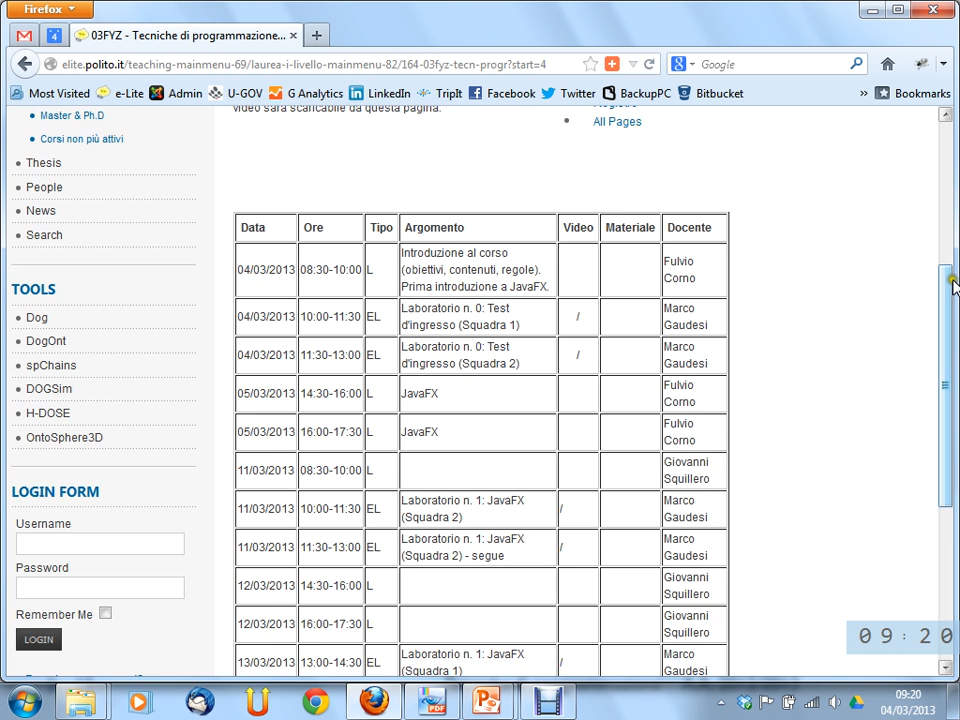 Firefox
03FYZ - Tecniche di programmazione...
elite.polito.it/teaching-mainmenu-69/laurea-i-livello-mainmenu-82/164-03fyz-tecn-progr?start=4
Google
Most Visited e-Lite Admin U-GOV G Analytics LinkedIn TripIt Facebook Twitter BackupPC Bitbucket » Bookmarks
Master & Ph.D
Corsi non più attivi
Thesis
People
News
Search
TOOLS
Dog
DogOnt
spChains
DOGSim
H-DOSE
OntoSphere3D
LOGIN FORM
Username
Password
Remember Me
LOGIN
video sarà scaricabile da questa pagina.
All Pages
Data Ore Tipo Argomento Video Materiale Docente
04/03/2013 08:30-10:00 L Introduzione al corso
(obiettivi, contenuti, regole).
Prima introduzione a JavaFX.
Fulvio
Corno
04/03/2013 10:00-11:30 EL Laboratorio n. 0: Test
d'ingresso (Squadra 1)
/
Marco
Gaudesi
04/03/2013 11:30-13:00 EL Laboratorio n. 0: Test
d'ingresso (Squadra 2)
/
Marco
Gaudesi
05/03/2013 14:30-16:00 L JavaFX
Fulvio
Corno
05/03/2013 16:00-17:30 L JavaFX
Fulvio
Corno
11/03/2013 08:30-10:00 L
Giovanni
Squillero
11/03/2013 10:00-11:30 EL Laboratorio n. 1: JavaFX
(Squadra 2)
/
Marco
Gaudesi
11/03/2013 11:30-13:00 EL Laboratorio n. 1: JavaFX
(Squadra 2) - segue
/
Marco
Gaudesi
12/03/2013 14:30-16:00 L
Giovanni
Squillero
12/03/2013 16:00-17:30 L
Giovanni
Squillero
13/03/2013 13:00-14:30 EL Laboratorio n. 1: JavaFX
(Squadra 1)
/
Marco
Gaudesi
09:20
09:20
04/03/2013